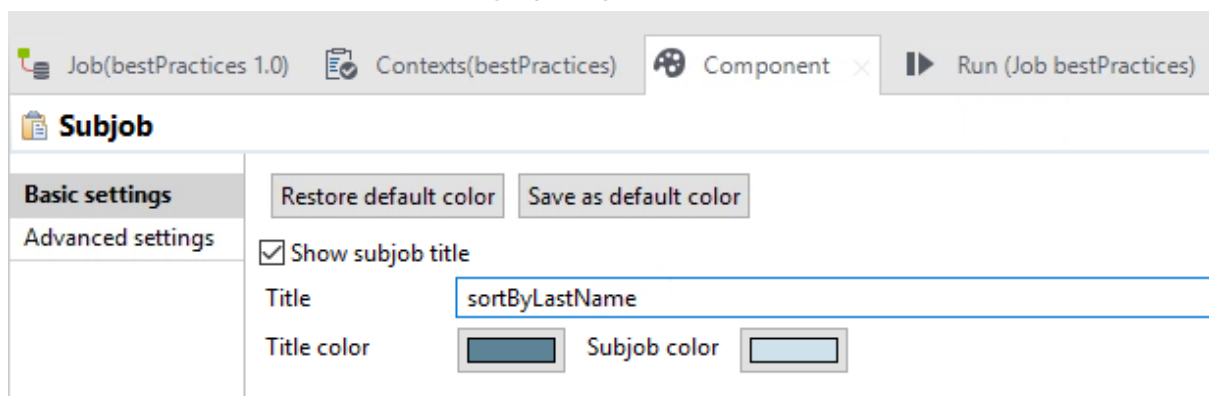 Job(bestPractices 1.0) Contexts(bestPractices) Component Run (Job bestPractices)
Subjob
Basic settings Restore default color Save as default color
Advanced settings
Show subjob title
Title sortByLastName
Title color Subjob color